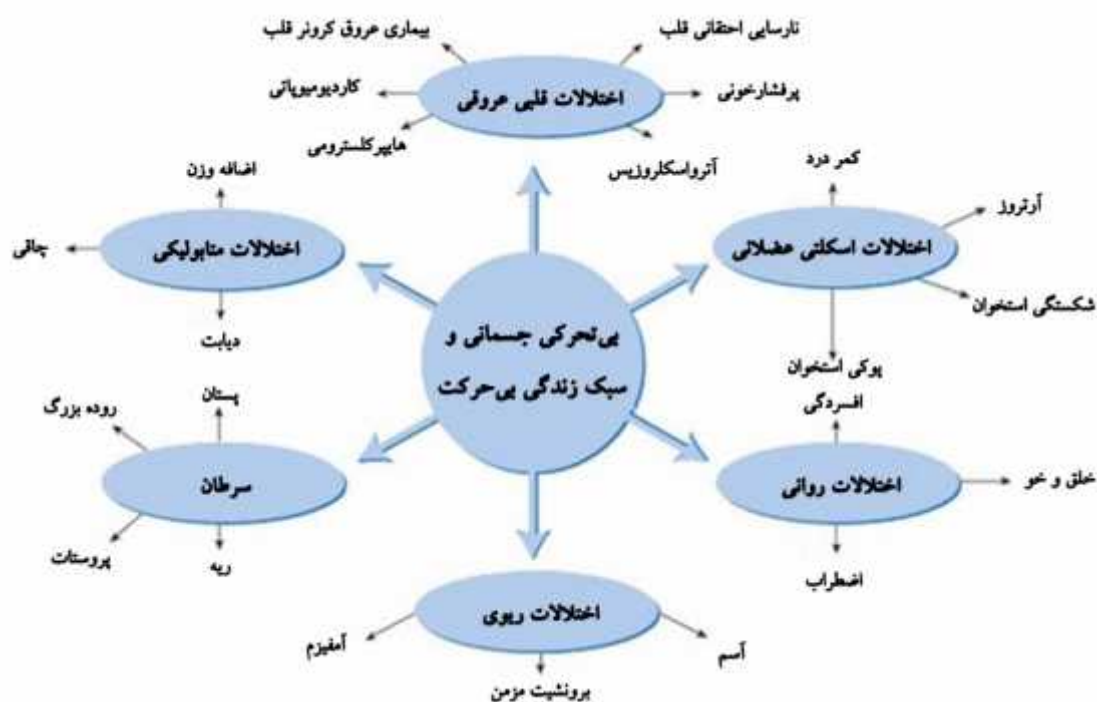 نارسایی احتقانی قلب
بیماری عروق کرونر قلب
اختلالات قلبی عروقی
پرفشارخونی
کاردیومیوپاتی
هایپرکلسترومی
آترواسکلروزیس
کمر درد
آرتروز
اختلالات اسکلتی عضلانی
شکستگی استخوان
پوکی استخوان
اضافه وزن
اختلالات متابولیکی
چاقی
دیابت
بی‌تحرکی جسمانی و
سبک زندگی بی‌حرکت
افسردگی
خلق و خو
اختلالات روانی
اضطراب
پستان
روده بزرگ
سرطان
پروستات
ریه
اختلالات ریوی
آسم
آمفیزم
برونشیت مزمن